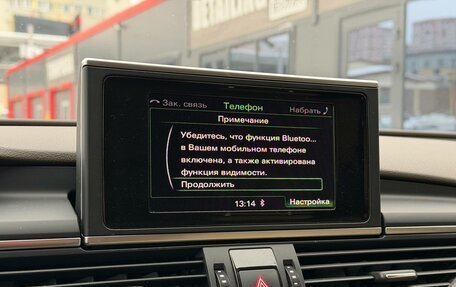 DETAILING
Зак. связь Телефон Набрать
Примечание
Убедитесь, что функция Bluetoo...
в Вашем мобильном телефоне
включена, а также активирована
функция видимости.
Продолжить
13:14 Настройка